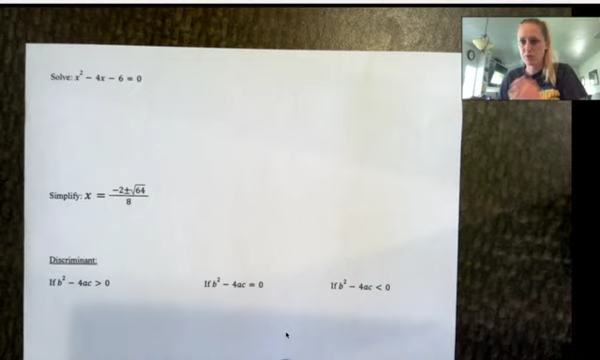 Solve: x² − 4x − 6 = 0
Simplify: x = (−2±√64)/8
Discriminant:
If b² − 4ac > 0
If b² − 4ac = 0
If b² − 4ac < 0